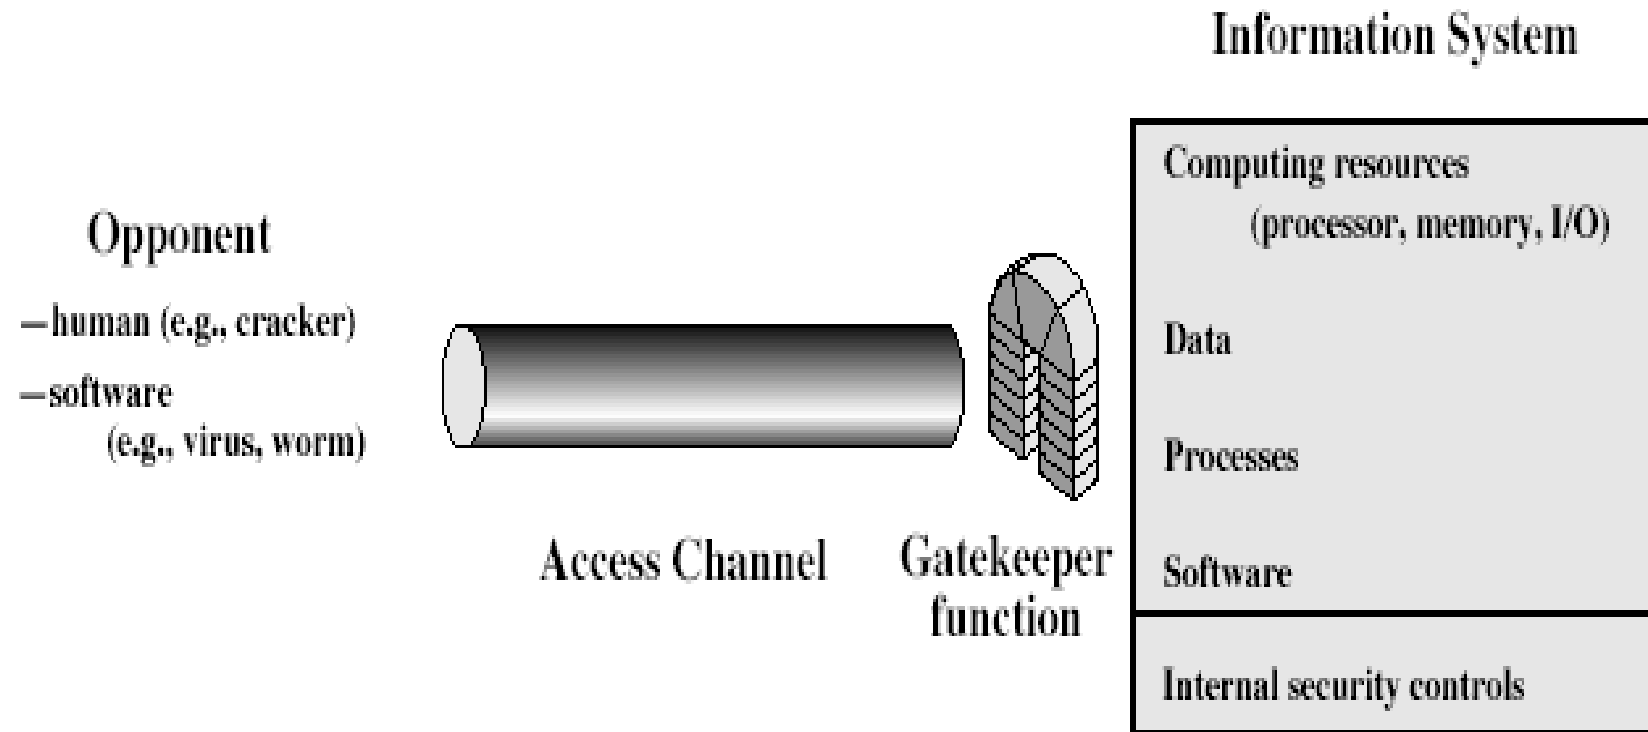 Information System
Opponent
–human (e.g., cracker)
–software
(e.g., virus, worm)
Access Channel
Gatekeeper
function
Computing resources
(processor, memory, I/O)
Data
Processes
Software
Internal security controls